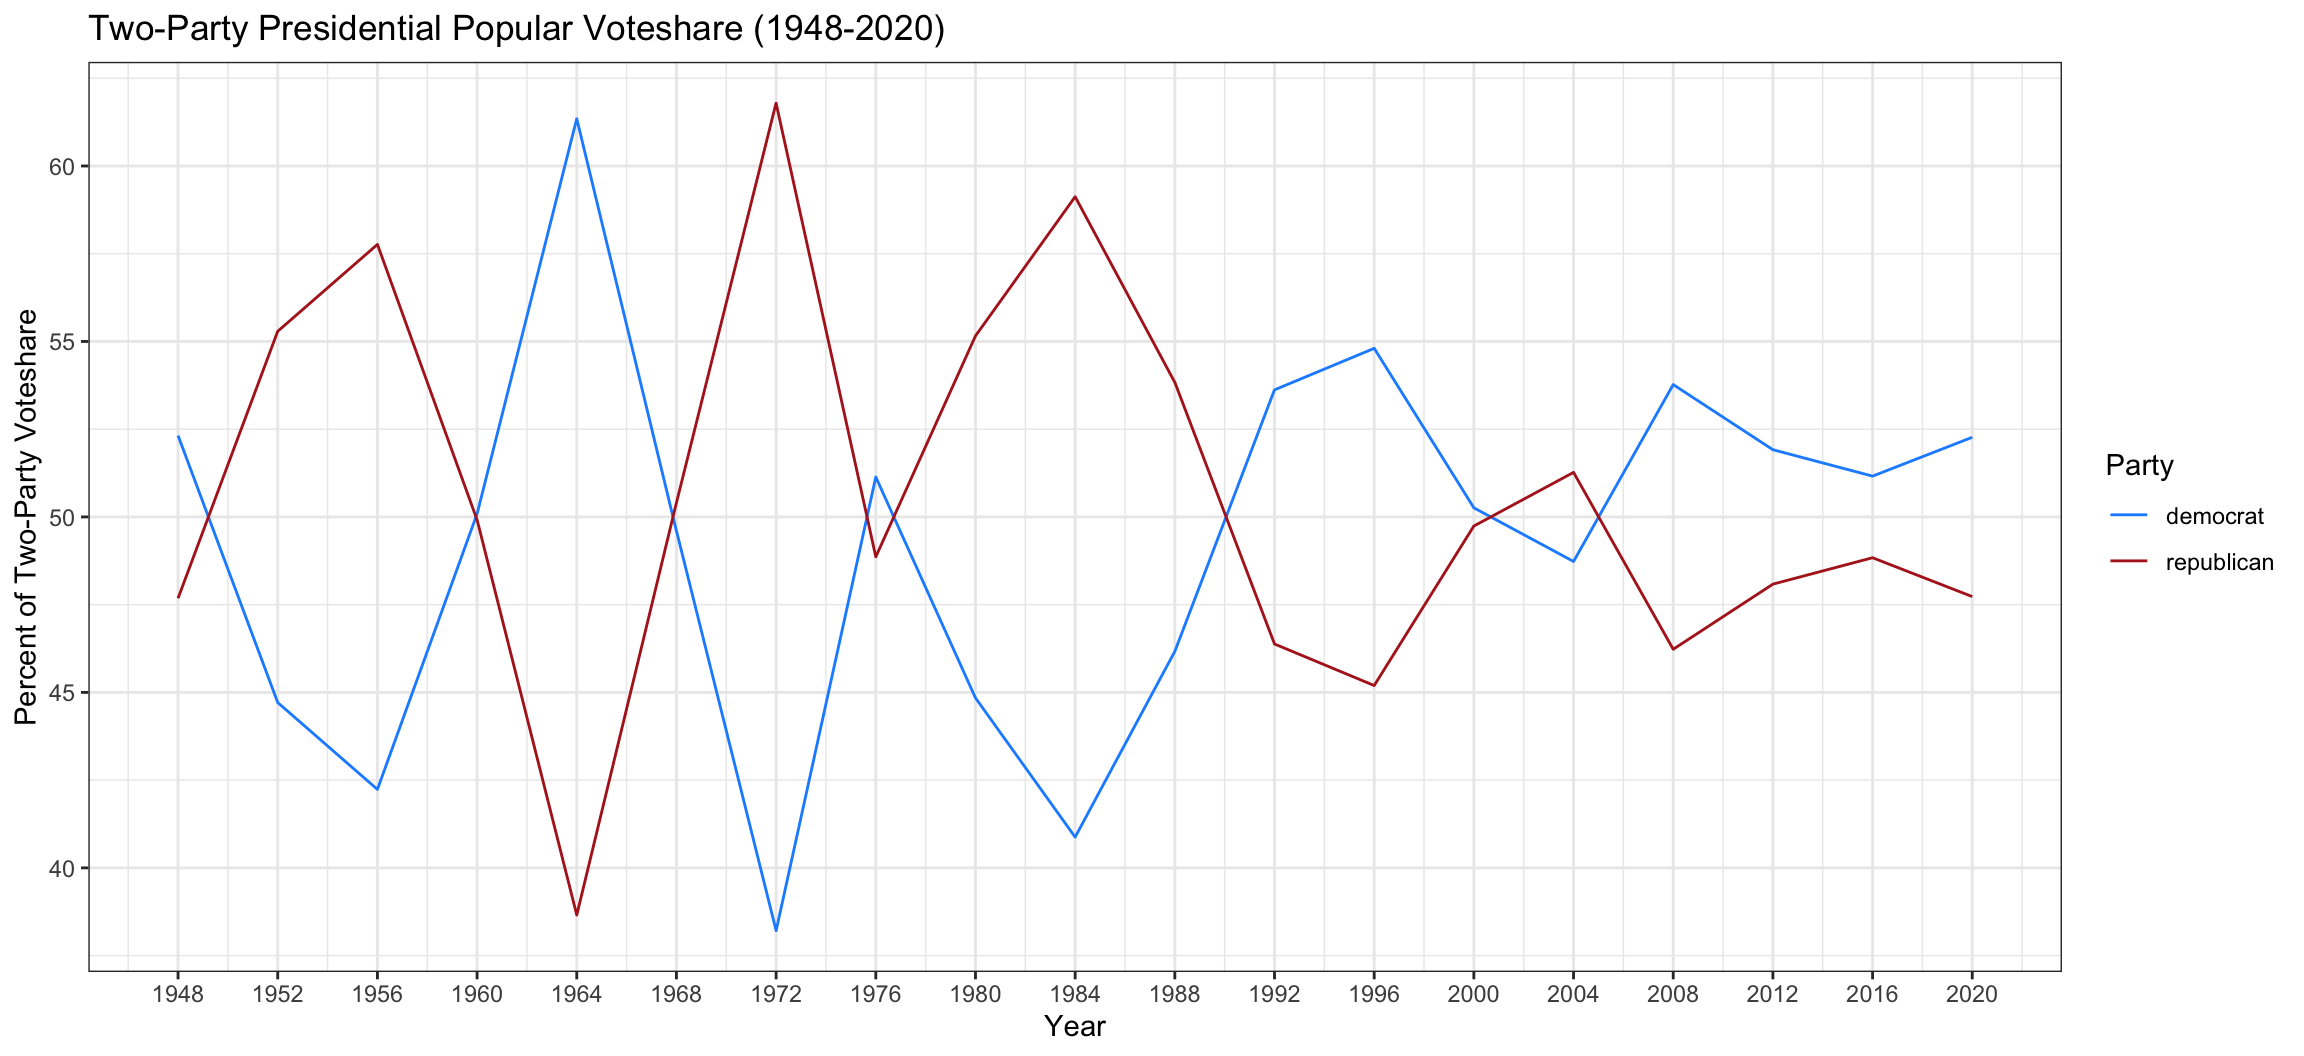 Two-Party Presidential Popular Voteshare (1948-2020)
Percent of Two-Party Voteshare
60
55
50
45
40
1948 1952 1956 1960 1964 1968 1972 1976 1980 1984 1988 1992 1996 2000 2004 2008 2012 2016 2020
Year
Party
democrat
republican